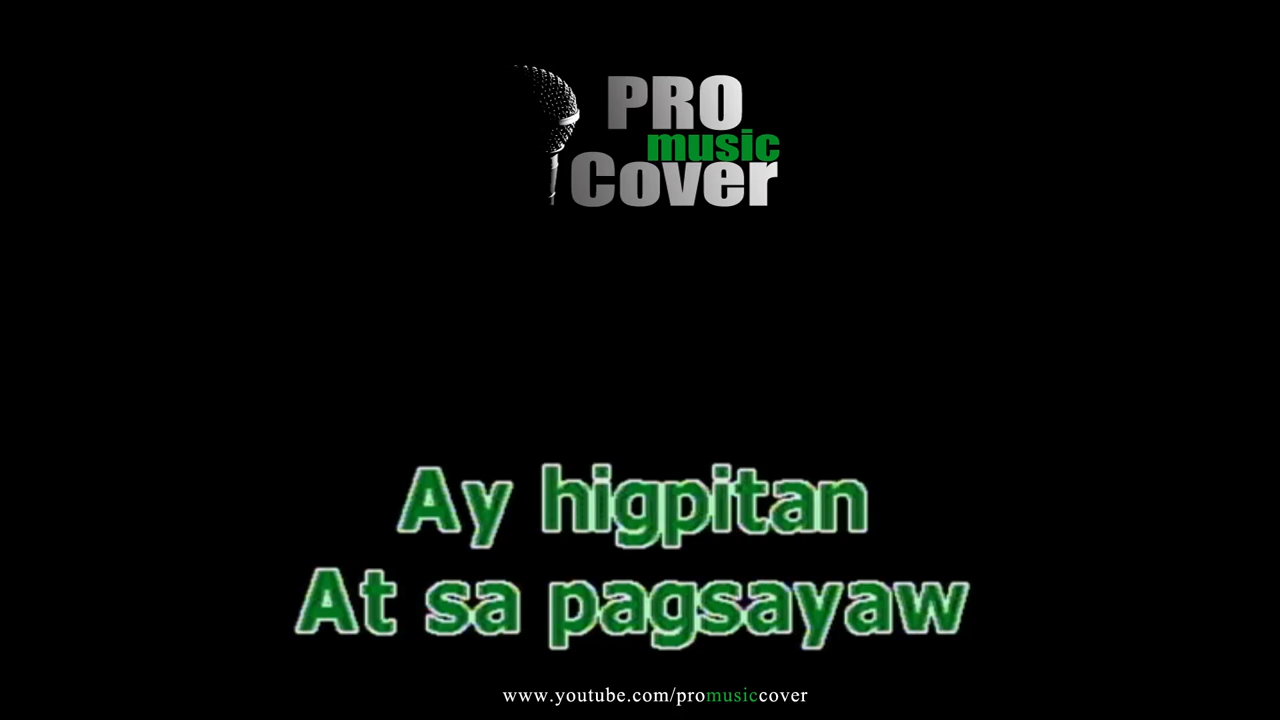 PRO
music
Cover
Ay higpitan
At sa pagsayaw
www.youtube.com/promusiccover